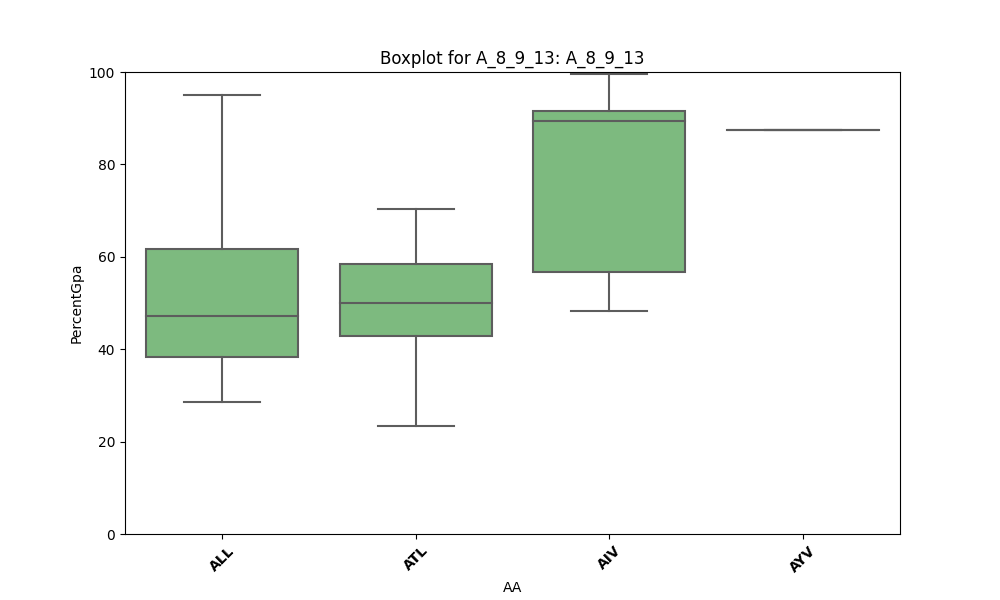 Boxplot for A_8_9_13: A_8_9_13
100
80
60
40
20
0
PercentGpa
ALL
ATL
AIV
AYV
AA